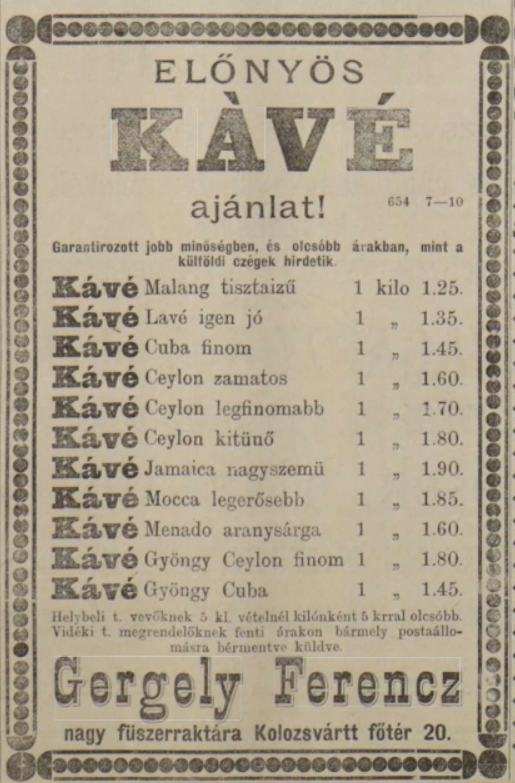 ELŐNYÖS
KÀVÉ
ajánlat!
654 7—10
Garantirozott jobb minöségben, és olcsóbb árakban, mint a
külföldi czégek hirdetik.
Kávé Malang tisztaizű 1 kilo 1.25.
Kávé Lavé igen jó 1 „ 1.35.
Kávé Cuba finom 1 „ 1.45.
Kávé Ceylon zamatos 1 „ 1.60.
Kávé Ceylon legfinomabb 1 „ 1.70.
Kávé Ceylon kitünő 1 „ 1.80.
Kávé Jamaica nagyszemü 1 „ 1.90.
Kávé Mocca legerősebb 1 „ 1.85.
Kávé Menado aranysárga 1 „ 1.60.
Kávé Gyöngy Ceylon finom 1 „ 1.80.
Kávé Gyöngy Cuba 1 „ 1.45.
Helybeli t. vevőknek 5 kl. vételnél kilónként 5 krral olcsóbb.
Vidéki t. megrendelőknek fenti árakon bármely postaállo-
másra bérmentve küldve.
Gergely Ferencz
nagy füszerraktára Kolozsvártt főtér 20.